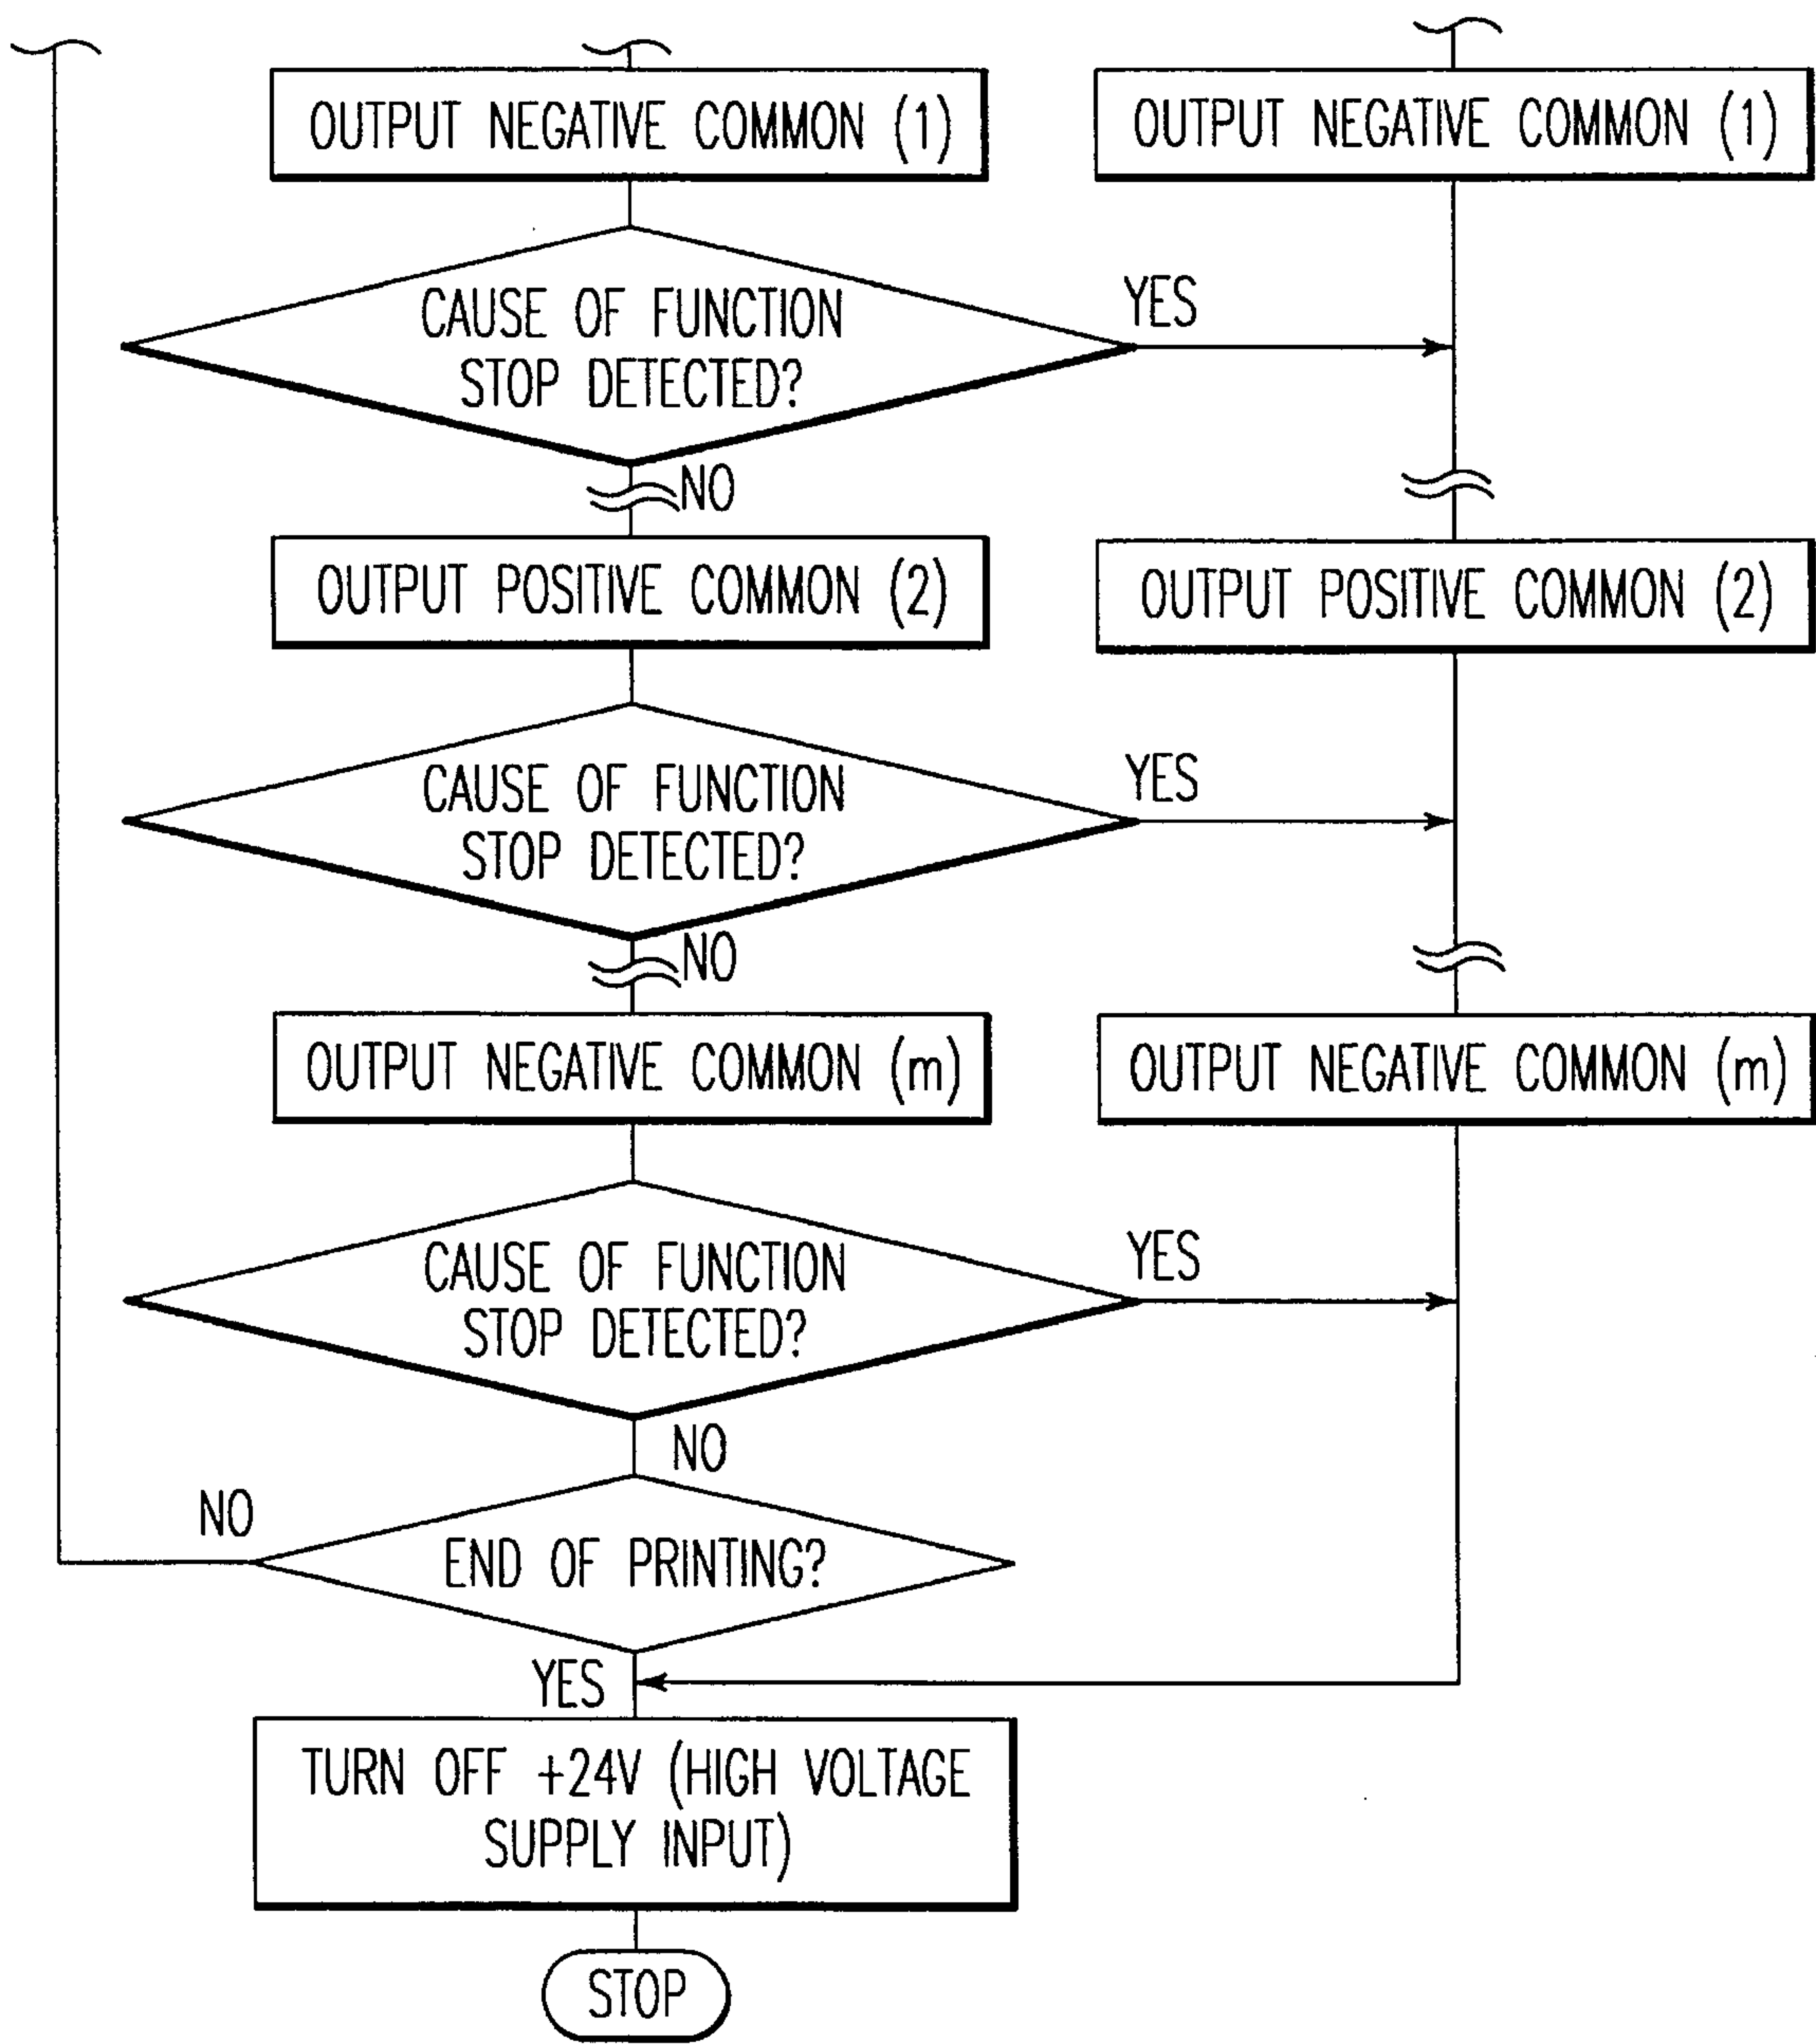 OUTPUT NEGATIVE COMMON (1)
OUTPUT NEGATIVE COMMON (1)
CAUSE OF FUNCTION
STOP DETECTED?
YES
NO
OUTPUT POSITIVE COMMON (2)
OUTPUT POSITIVE COMMON (2)
CAUSE OF FUNCTION
STOP DETECTED?
YES
NO
OUTPUT NEGATIVE COMMON (m)
OUTPUT NEGATIVE COMMON (m)
CAUSE OF FUNCTION
STOP DETECTED?
YES
NO
NO
END OF PRINTING?
YES
TURN OFF +24V (HIGH VOLTAGE
SUPPLY INPUT)
STOP